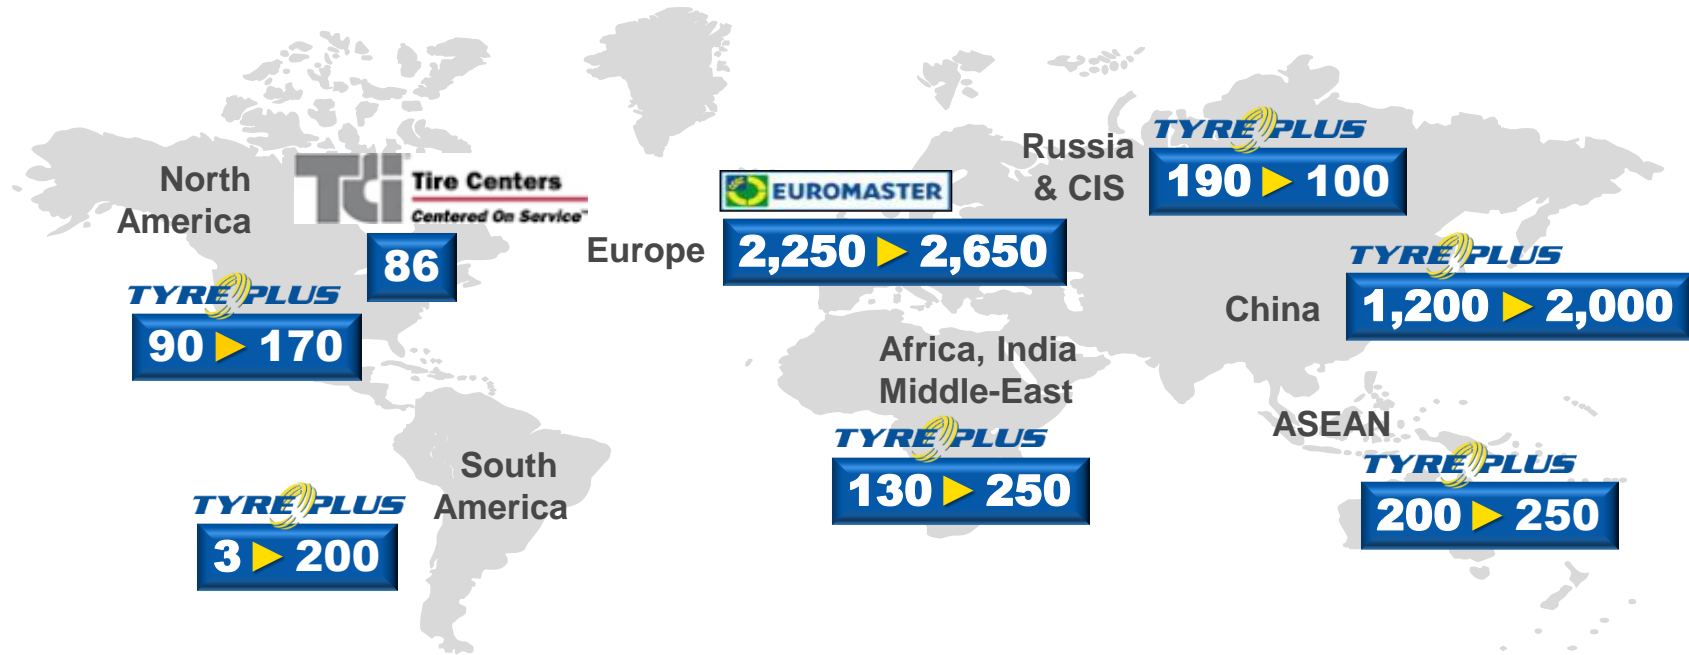 North
America
TCi Tire Centers
Centered On Service™
86
TYREPLUS
90 ► 170
South
America
TYREPLUS
3 ► 200
EUROMASTER
Europe
2,250 ► 2,650
Russia
& CIS
TYREPLUS
190 ► 100
China
TYREPLUS
1,200 ► 2,000
Africa, India
Middle-East
TYREPLUS
130 ► 250
ASEAN
TYREPLUS
200 ► 250